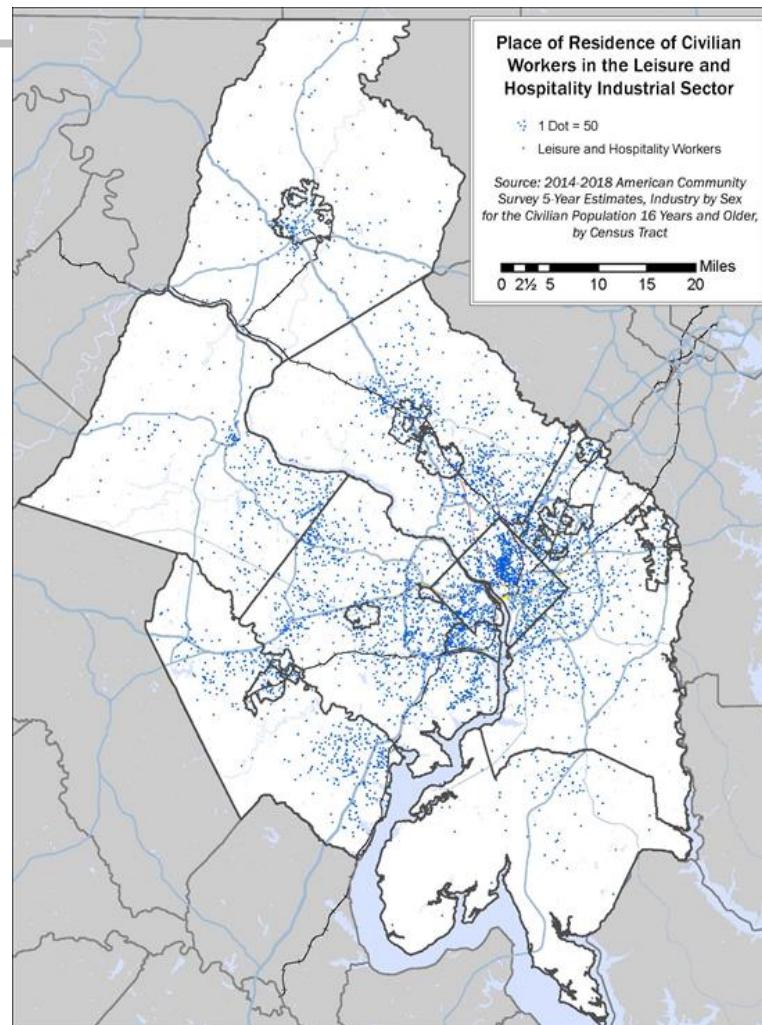 Place of Residence of Civilian
Workers in the Leisure and
Hospitality Industrial Sector
1 Dot = 50
Leisure and Hospitality Workers
Source: 2014-2018 American Community
Survey 5-Year Estimates, Industry by Sex
for the Civilian Population 16 Years and Older,
by Census Tract
Miles
0 2½ 5 10 15 20